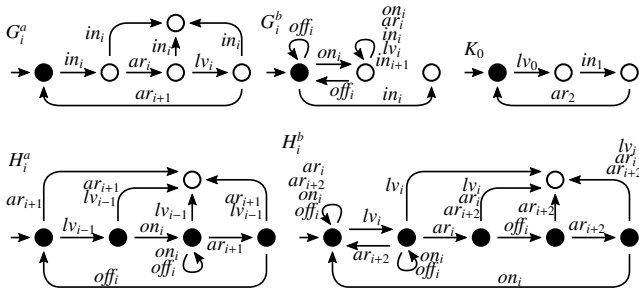 G_i^a
in_i
in_i
in_i
in_i
ar_i
lv_i
ar_{i+1}
G_i^b
off_i
on_i
off_i
on_i
ar_i
in_i
lv_i
in_{i+1}
in_i
K_0
lv_0
in_1
ar_2
H_i^a
ar_{i+1}
ar_{i+1}
lv_{i-1}
lv_{i-1}
ar_{i+1}
lv_{i-1}
lv_{i-1}
on_i
on_i
off_i
ar_{i+1}
off_i
H_i^b
ar_i
ar_{i+2}
on_i
off_i
lv_i
ar_{i+2}
lv_i
on_i
off_i
ar_i
lv_i
ar_i
ar_{i+2}
off_i
lv_i
ar_{i+2}
ar_{i+2}
lv_i
ar_i
ar_{i+2}
on_i